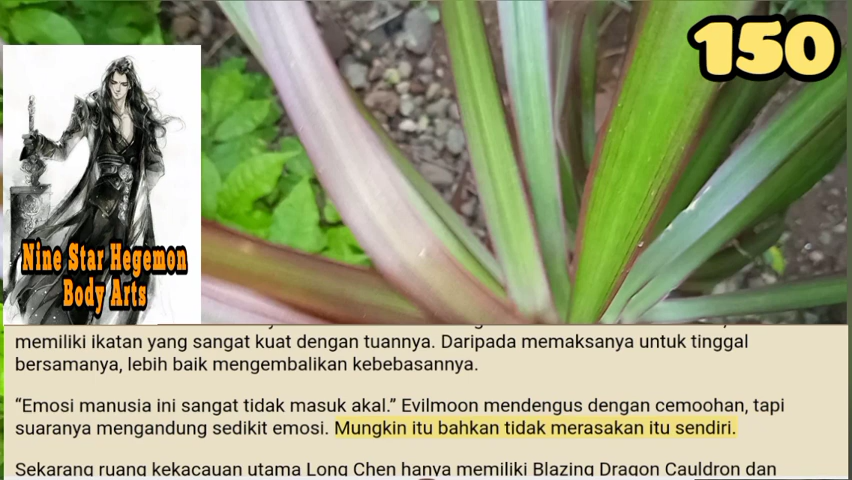 150
Nine Star Hegemon
Body Arts
memiliki ikatan yang sangat kuat dengan tuannya. Daripada memaksanya untuk tinggal
bersamanya, lebih baik mengembalikan kebebasannya.
“Emosi manusia ini sangat tidak masuk akal.” Evilmoon mendengus dengan cemoohan, tapi
suaranya mengandung sedikit emosi. Mungkin itu bahkan tidak merasakan itu sendiri.
Sekarang ruang kekacauan utama Long Chen hanya memiliki Blazing Dragon Cauldron dan